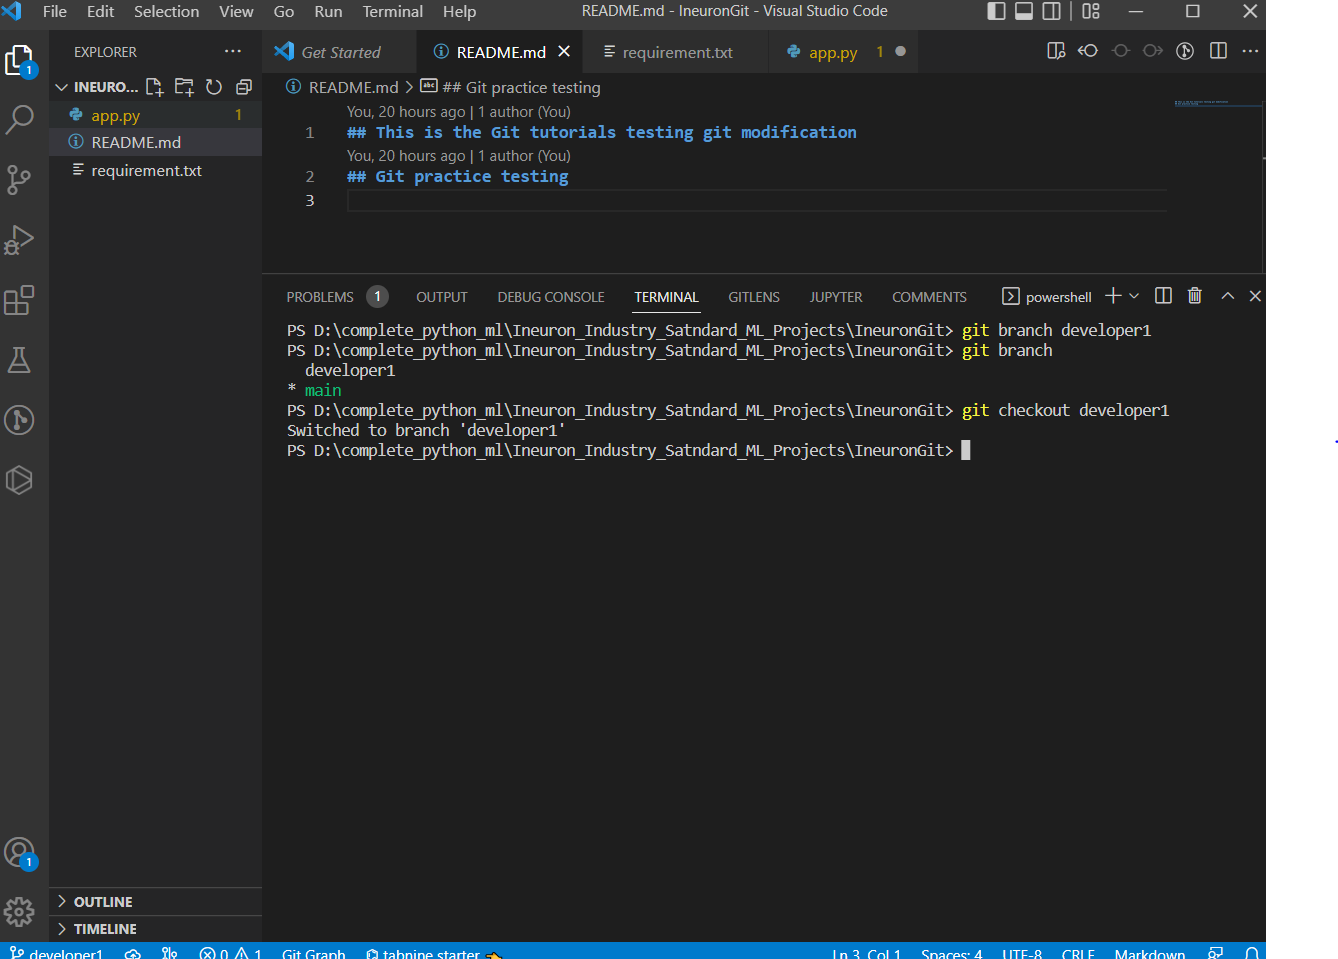 File Edit Selection View Go Run Terminal Help README.md - IneuronGit - Visual Studio Code
EXPLORER ... Get Started README.md requirement.txt app.py 1
1
INEURO... README.md > ## Git practice testing
app.py 1
README.md
requirement.txt
You, 20 hours ago | 1 author (You)
1 ## This is the Git tutorials testing git modification
You, 20 hours ago | 1 author (You)
2 ## Git practice testing
3
PROBLEMS 1 OUTPUT DEBUG CONSOLE TERMINAL GITLENS JUPYTER COMMENTS powershell
PS D:\complete_python_ml\Ineuron_Industry_Satndard_ML_Projects\IneuronGit> git branch developer1
PS D:\complete_python_ml\Ineuron_Industry_Satndard_ML_Projects\IneuronGit> git branch
developer1
* main
PS D:\complete_python_ml\Ineuron_Industry_Satndard_ML_Projects\IneuronGit> git checkout developer1
Switched to branch 'developer1'
PS D:\complete_python_ml\Ineuron_Industry_Satndard_ML_Projects\IneuronGit>
1
OUTLINE
TIMELINE
developer1 0 1 Git Graph tabnine starter Ln 3, Col 1 Spaces: 4 UTF-8 CRLF Markdown